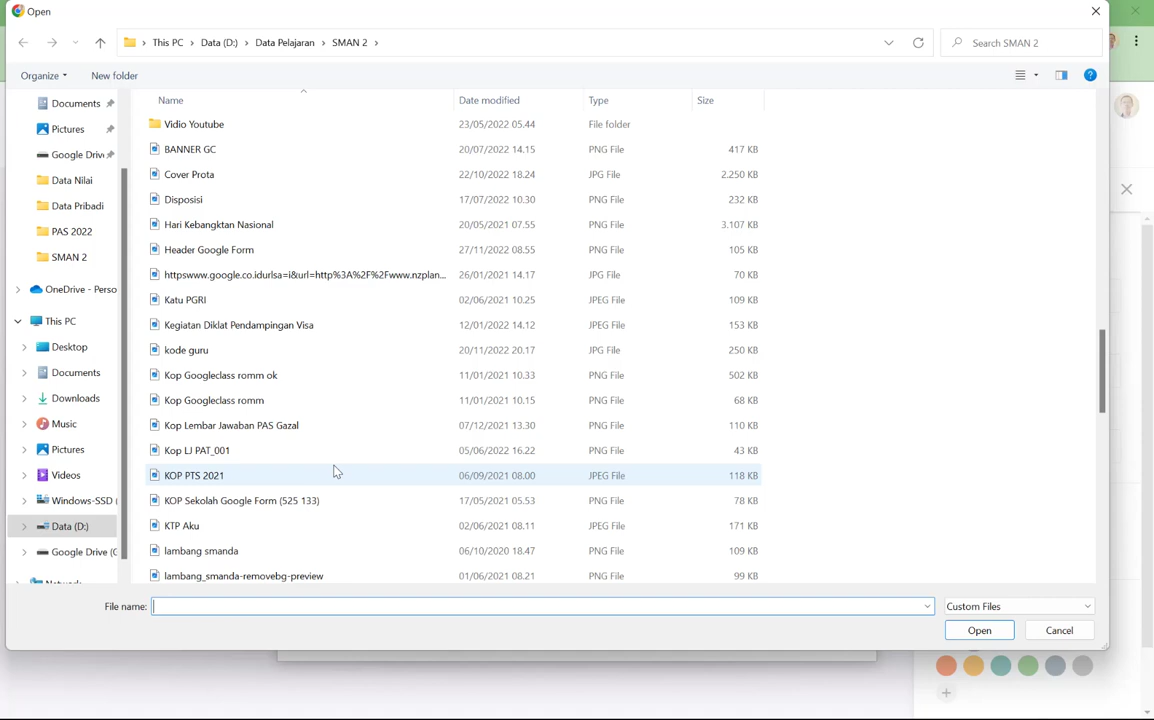 Open
This PC > Data (D:) > Data Pelajaran > SMAN 2 >
Search SMAN 2
Organize
New folder
Documents
Pictures
Google Driv
Data Nilai
Data Pribadi
PAS 2022
SMAN 2
OneDrive - Perso
This PC
Desktop
Documents
Downloads
Music
Pictures
Videos
Windows-SSD (
Data (D:)
Google Drive (
Name Date modified Type Size
Vidio Youtube 23/05/2022 05.44 File folder
BANNER GC 20/07/2022 14.15 PNG File 417 KB
Cover Prota 22/10/2022 18.24 JPG File 2.250 KB
Disposisi 17/07/2022 10.30 PNG File 232 KB
Hari Kebangktan Nasional 20/05/2021 07.55 PNG File 3.107 KB
Header Google Form 27/11/2022 08.55 PNG File 105 KB
httpswww.google.co.idurlsa=i&url=http%3A%2F%2Fwww.nzplan... 26/01/2021 14.17 JPG File 70 KB
Katu PGRI 02/06/2021 10.25 JPEG File 109 KB
Kegiatan Diklat Pendampingan Visa 12/01/2022 14.12 JPEG File 153 KB
kode guru 20/11/2022 20.17 JPG File 250 KB
Kop Googleclass romm ok 11/01/2021 10.33 PNG File 502 KB
Kop Googleclass romm 11/01/2021 10.15 PNG File 68 KB
Kop Lembar Jawaban PAS Gazal 07/12/2021 13.30 PNG File 110 KB
Kop LJ PAT_001 05/06/2022 16.22 PNG File 43 KB
KOP PTS 2021 06/09/2021 08.00 JPEG File 118 KB
KOP Sekolah Google Form (525 133) 17/05/2021 05.53 PNG File 78 KB
KTP Aku 02/06/2021 08.11 JPEG File 171 KB
lambang smanda 06/10/2020 18.47 PNG File 109 KB
lambang_smanda-removebg-preview 01/06/2021 08.21 PNG File 99 KB
File name:
Custom Files
Open
Cancel